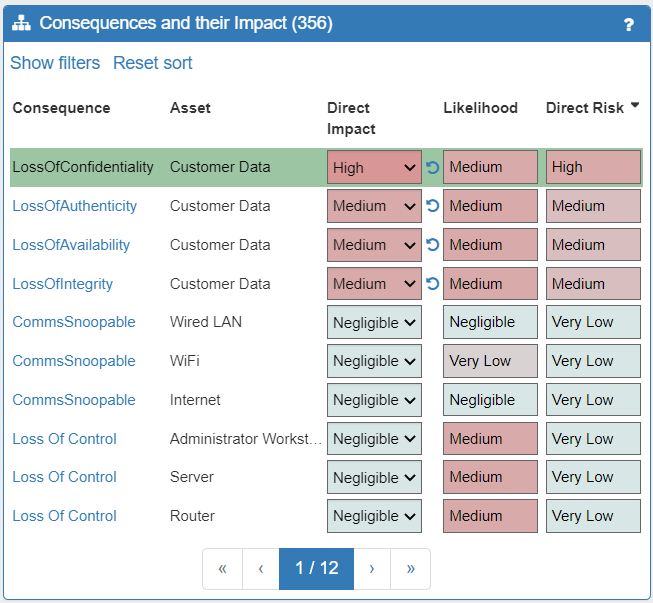 Consequences and their Impact (356) ?
Show filters Reset sort
Consequence Asset Direct Impact Likelihood Direct Risk
LossOfConfidentiality Customer Data High Medium High
LossOfAuthenticity Customer Data Medium Medium Medium
LossOfAvailability Customer Data Medium Medium Medium
LossOfIntegrity Customer Data Medium Medium Medium
CommsSnoopable Wired LAN Negligible Negligible Very Low
CommsSnoopable WiFi Negligible Very Low Very Low
CommsSnoopable Internet Negligible Negligible Very Low
Loss Of Control Administrator Workst... Negligible Medium Very Low
Loss Of Control Server Negligible Medium Very Low
Loss Of Control Router Negligible Medium Very Low
« ‹ 1 / 12 › »